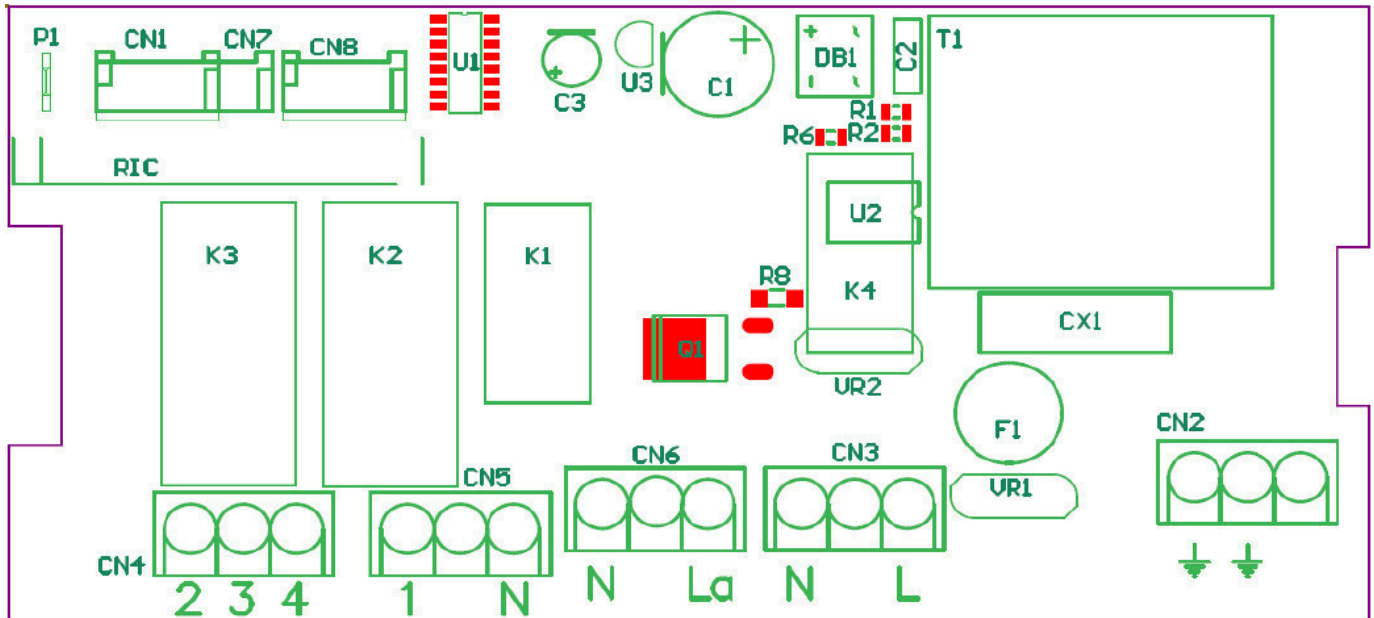 P1 CN1 CN7 CN8 U1 C3 U3 C1 DB1 C2 T1
R1
R6 R2
RIC
U2
K3 K2 K1
R8 K4
CX1
Q1
VR2
CN2
F1
CN6 CN3
CN5
VR1
CN4
2 3 4 1 N N La N L